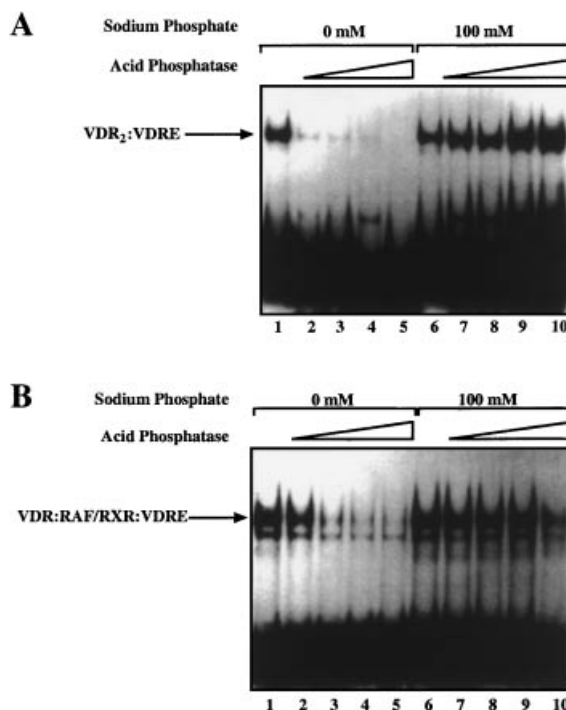 A
Sodium Phosphate
0 mM 100 mM
Acid Phosphatase
VDR₂:VDRE
1 2 3 4 5 6 7 8 9 10
B
Sodium Phosphate
0 mM 100 mM
Acid Phosphatase
VDR:RAF/RXR:VDRE
1 2 3 4 5 6 7 8 9 10